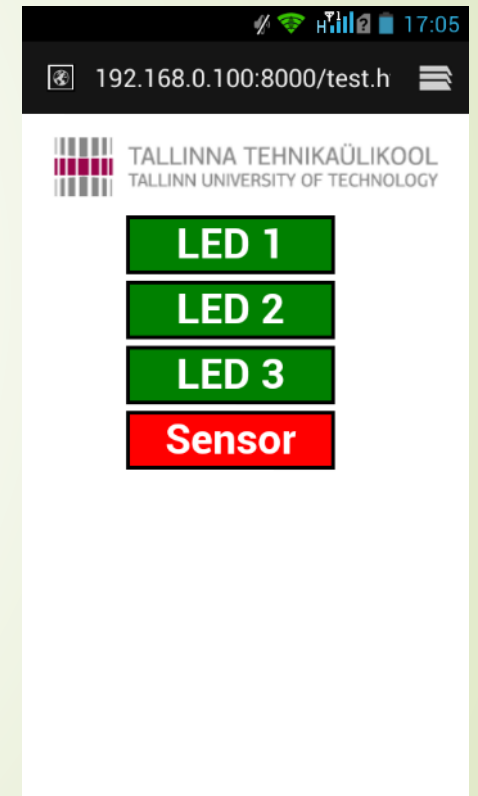 H 17:05
192.168.0.100:8000/test.h
TALLINNA TEHNIKAÜLIKOOL
TALLINN UNIVERSITY OF TECHNOLOGY
LED 1
LED 2
LED 3
Sensor